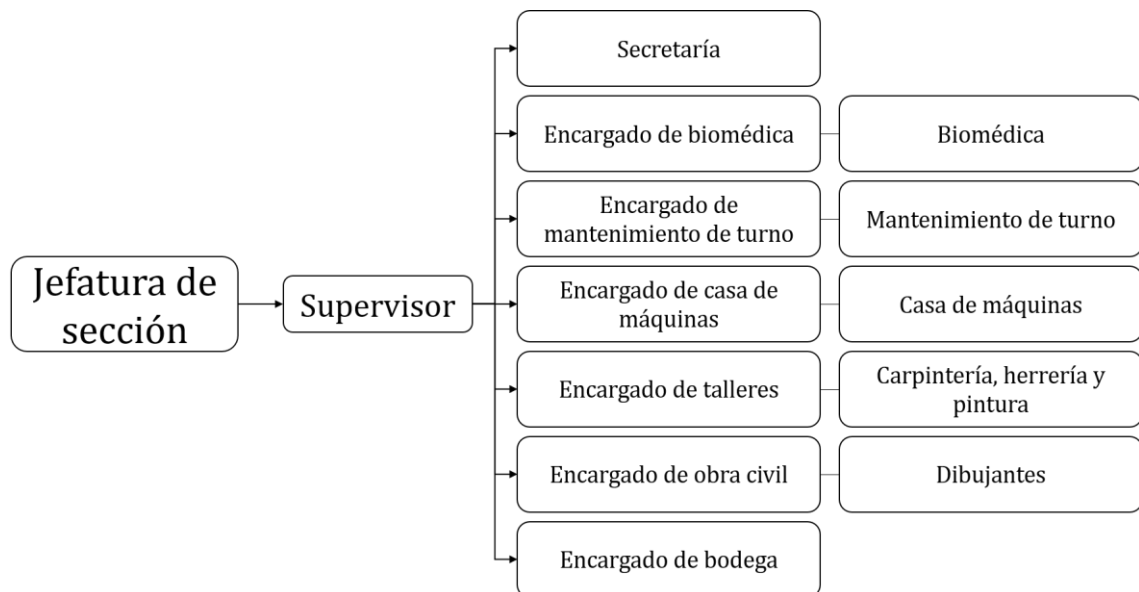 Jefatura de
sección
Supervisor
Secretaría
Encargado de biomédica
Biomédica
Encargado de
mantenimiento de turno
Mantenimiento de turno
Encargado de casa de
máquinas
Casa de máquinas
Encargado de talleres
Carpintería, herrería y
pintura
Encargado de obra civil
Dibujantes
Encargado de bodega